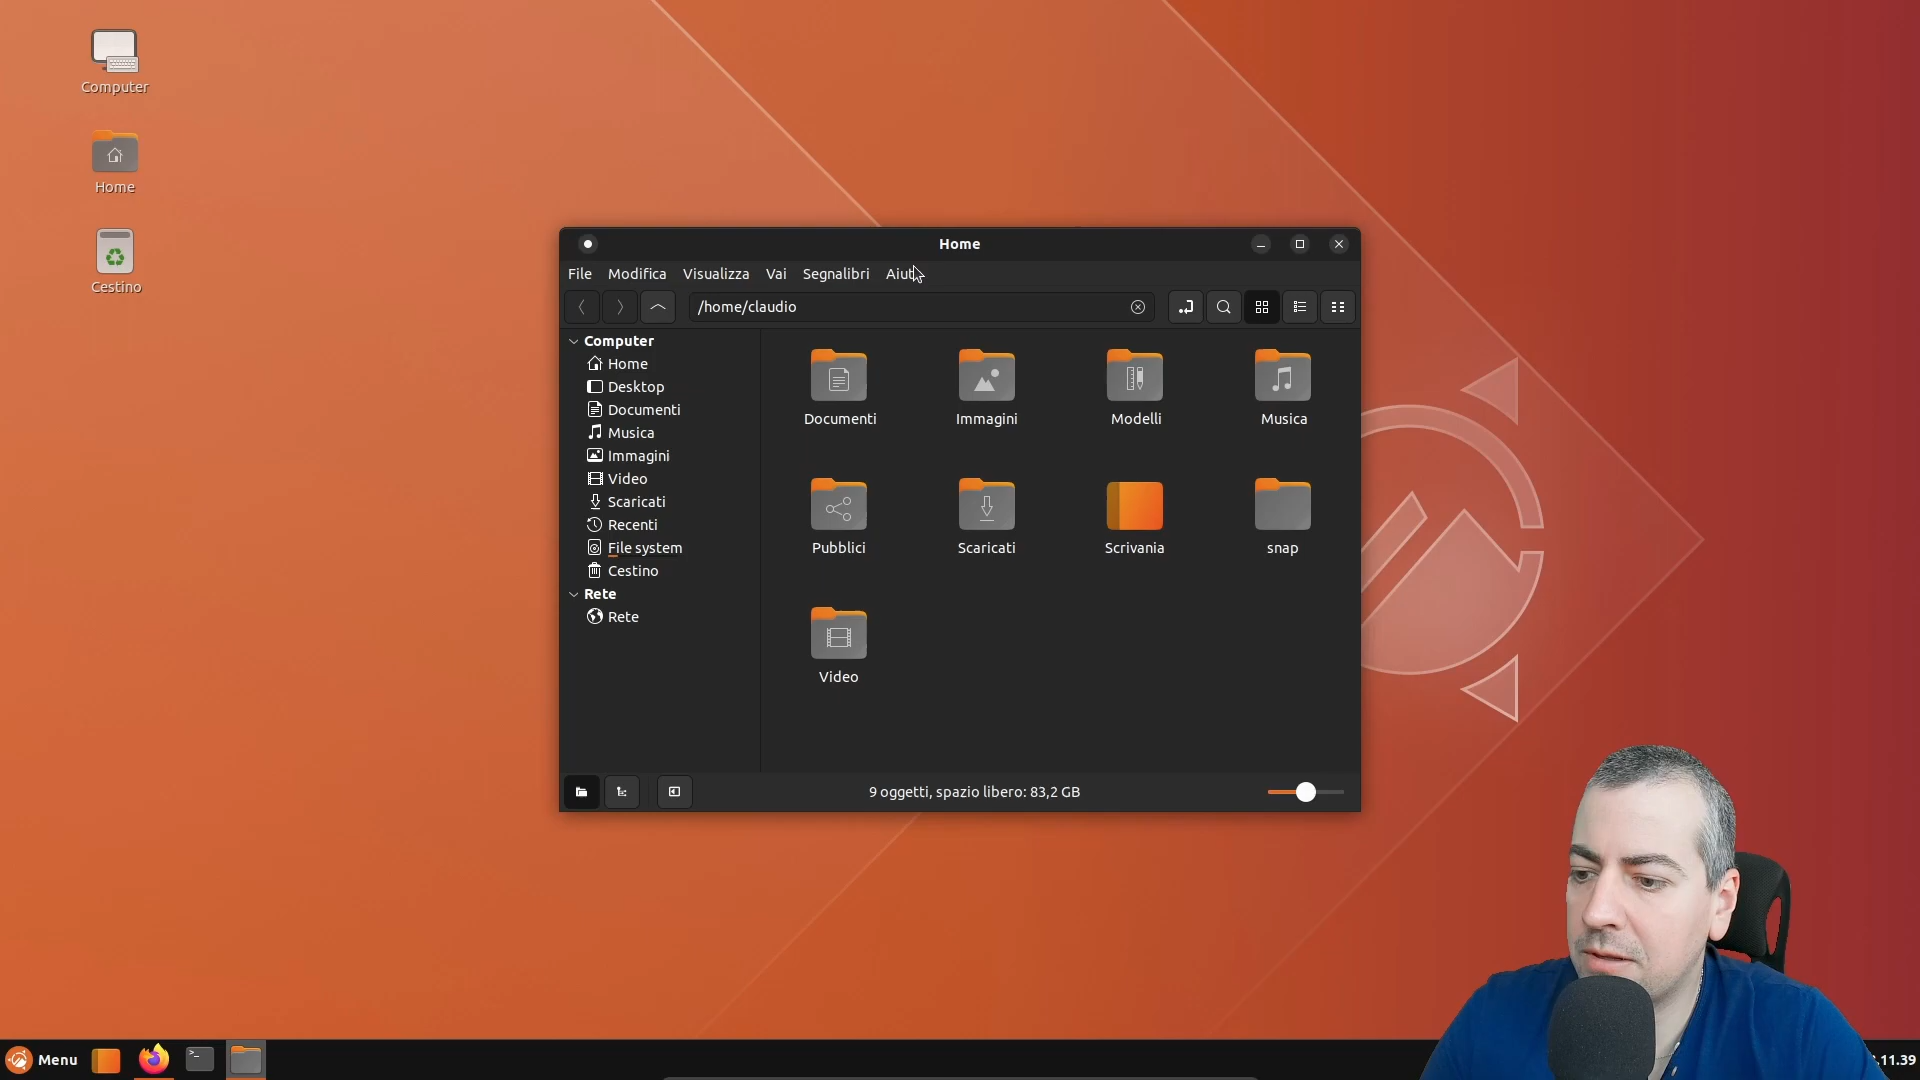 Computer
Home
Cestino
Home
File Modifica Visualizza Vai Segnalibri
/home/claudio
Computer
Home
Desktop
Documenti
Musica
Immagini
Video
Scaricati
Recenti
File system
Cestino
Rete
Rete
Documenti Immagini Modelli Musica
Pubblici Scaricati Scrivania snap
Video
9 oggetti, spazio libero: 83,2 GB
Menu
.11.39